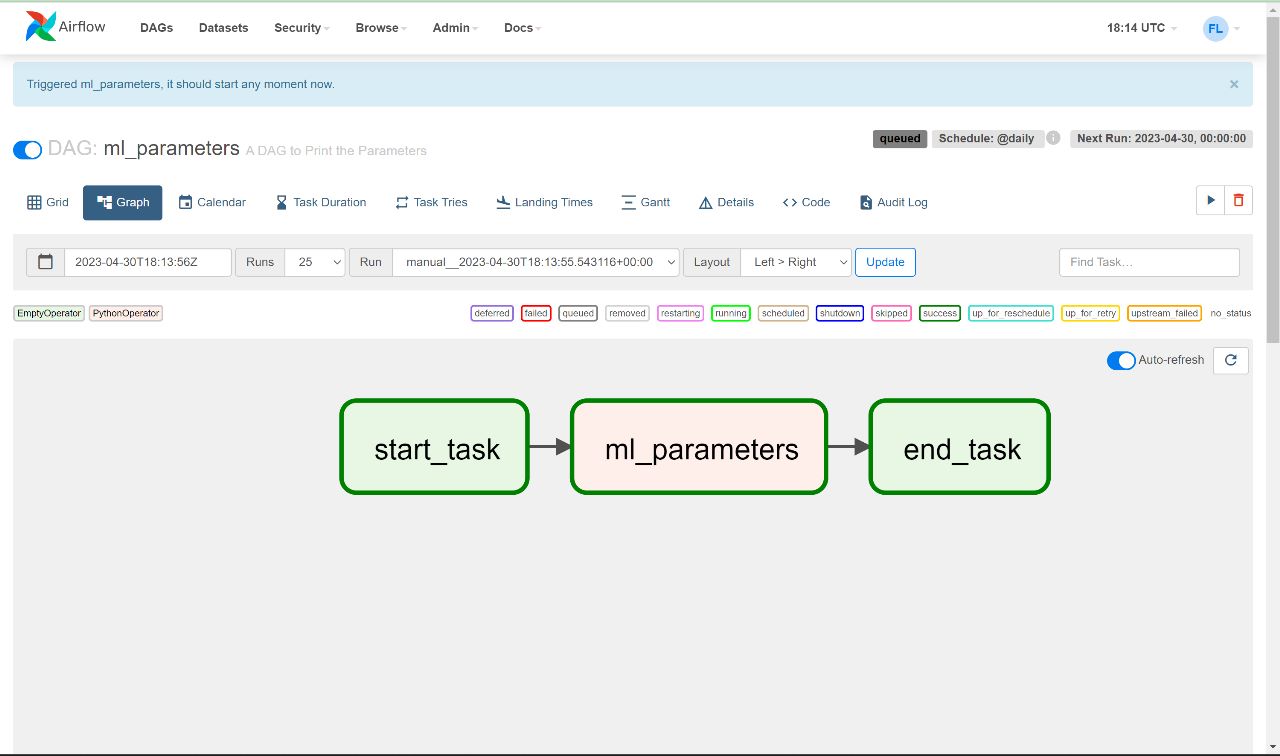 Airflow DAGs Datasets Security Browse Admin Docs 18:14 UTC FL
Triggered ml_parameters, it should start any moment now. ×
DAG: ml_parameters A DAG to Print the Parameters queued Schedule: @daily i Next Run: 2023-04-30, 00:00:00
Grid Graph Calendar Task Duration Task Tries Landing Times Gantt Details Code Audit Log
2023-04-30T18:13:56Z Runs 25 Run manual__2023-04-30T18:13:55.543116+00:00 Layout Left > Right Update Find Task...
EmptyOperator PythonOperator deferred failed queued removed restarting running scheduled shutdown skipped success up_for_reschedule up_for_retry upstream_failed no_status
Auto-refresh
start_task ml_parameters end_task